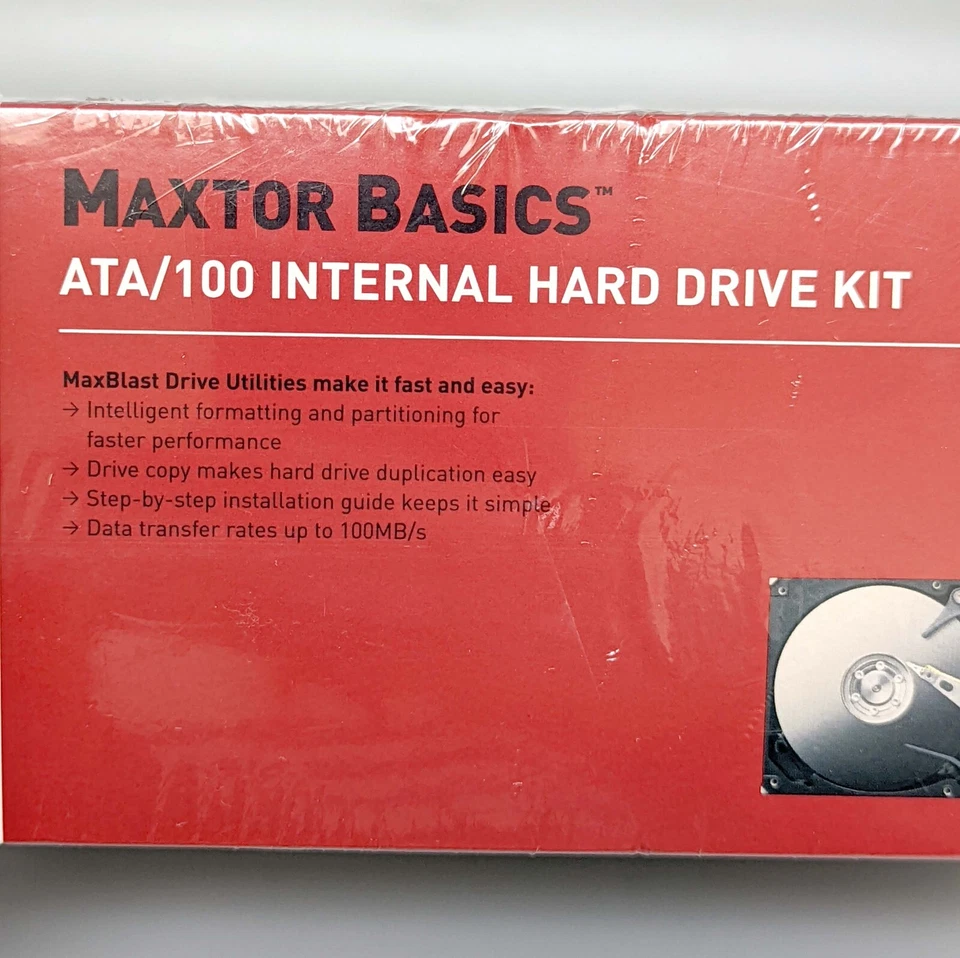 MAXTOR BASICS™
ATA/100 INTERNAL HARD DRIVE KIT
MaxBlast Drive Utilities make it fast and easy:
→ Intelligent formatting and partitioning for
faster performance
→ Drive copy makes hard drive duplication easy
→ Step-by-step installation guide keeps it simple
→ Data transfer rates up to 100MB/s